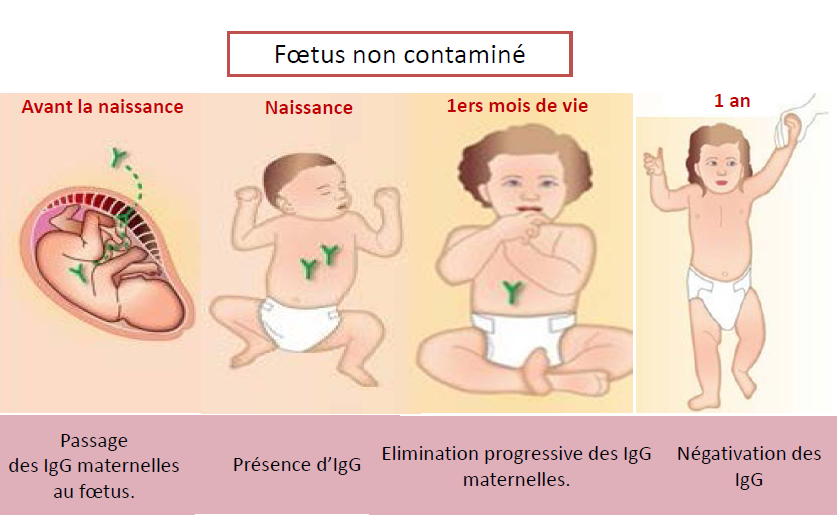 Fœtus non contaminé
Avant la naissance
Naissance
1ers mois de vie
1 an
Passage
des IgG maternelles
au fœtus.
Présence d’IgG
Elimination progressive des IgG
maternelles.
Négativation des
IgG